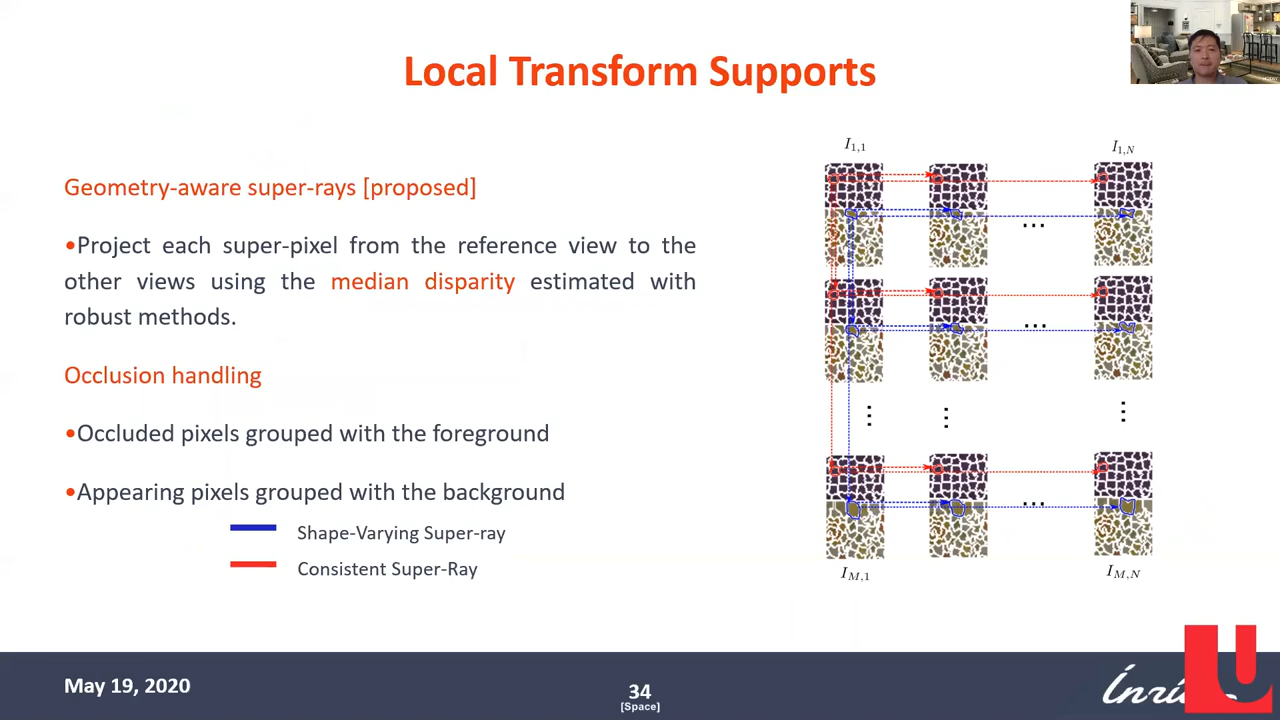 Local Transform Supports
Geometry-aware super-rays [proposed]
•Project each super-pixel from the reference view to the
other views using the median disparity estimated with
robust methods.
Occlusion handling
•Occluded pixels grouped with the foreground
•Appearing pixels grouped with the background
Shape-Varying Super-ray
Consistent Super-Ray
I1,1
I1,N
...
...
...
IM,1
IM,N
May 19, 2020
34
[Space]
U